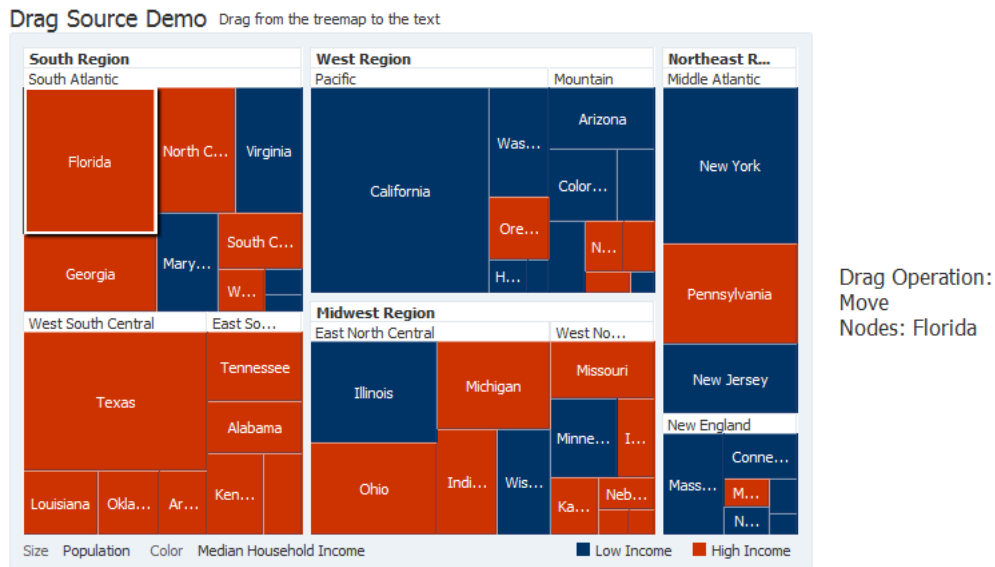 Drag Source Demo Drag from the treemap to the text
South Region
South Atlantic
Florida
North C...
Virginia
Georgia
Mary...
South C...
W...
West South Central
East So...
Texas
Tennessee
Alabama
Louisiana
Okla...
Ar...
Ken...
West Region
Pacific
Mountain
California
Was...
Ore...
H...
Arizona
Color...
N...
Midwest Region
East North Central
West No...
Illinois
Michigan
Ohio
Indi...
Wis...
Missouri
Minne...
I...
Ka...
Neb...
Northeast R...
Middle Atlantic
New York
Pennsylvania
New Jersey
New England
Mass...
Conne...
M...
N...
Size Population Color Median Household Income
Low Income High Income
Drag Operation:
Move
Nodes: Florida